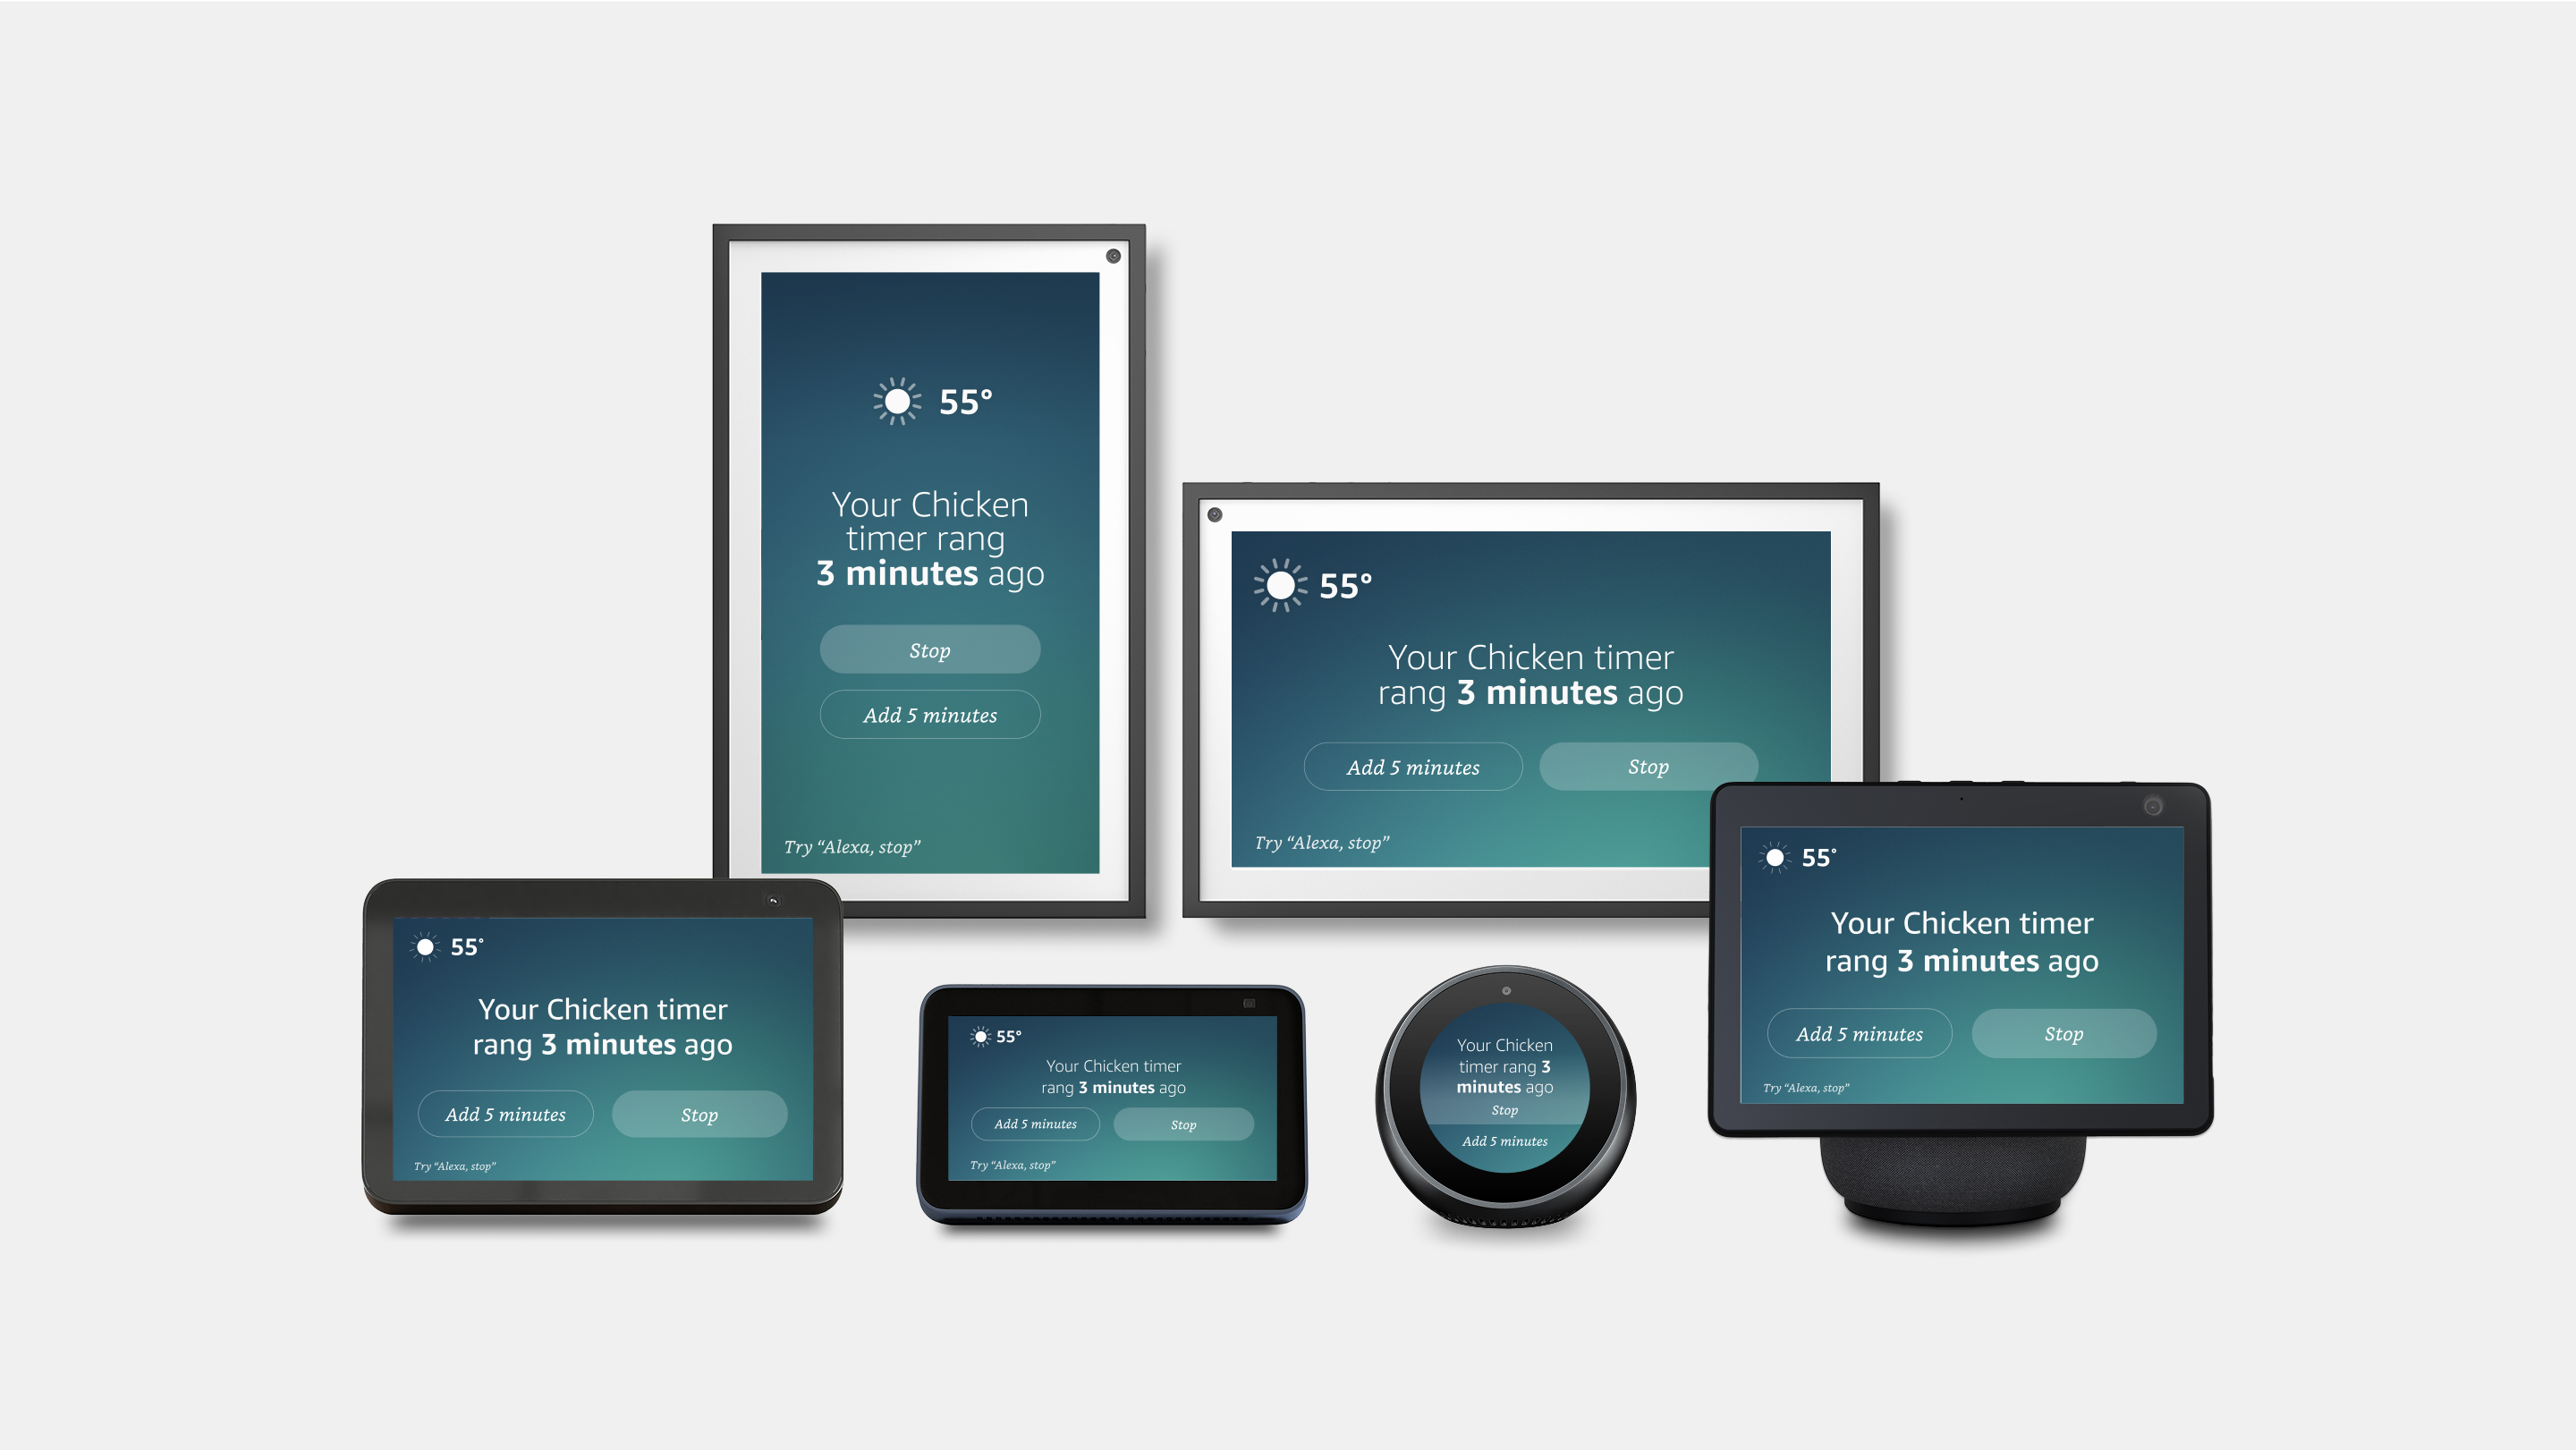 55°
Your Chicken
timer rang
3 minutes ago
Stop
Add 5 minutes
Try “Alexa, stop”
55°
Your Chicken timer
rang 3 minutes ago
Add 5 minutes
Stop
Try “Alexa, stop”
55°
Your Chicken timer
rang 3 minutes ago
Add 5 minutes
Stop
Try “Alexa, stop”
55°
Your Chicken timer
rang 3 minutes ago
Add 5 minutes
Stop
Try “Alexa, stop”
Your Chicken
timer rang 3
minutes ago
Stop
Add 5 minutes
55°
Your Chicken timer
rang 3 minutes ago
Add 5 minutes
Stop
Try “Alexa, stop”